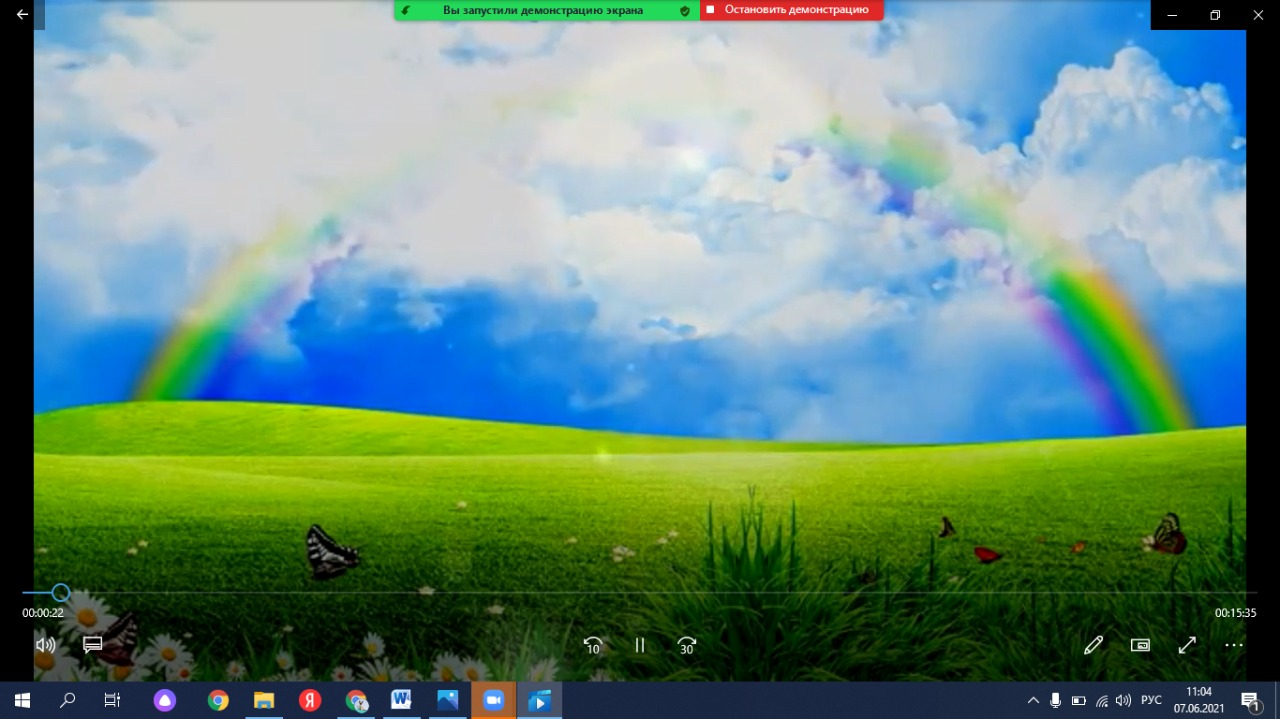 Вы запустили демонстрацию экрана
Остановить демонстрацию
00:00:22
00:15:35
10
30
W
Я
РУС
11:04
07.06.2021
1